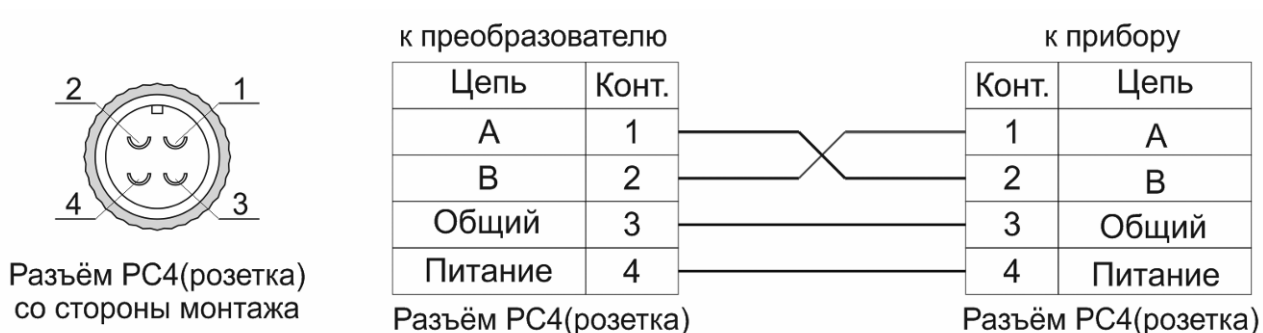 2 1
4 3
Разъём РС4(розетка)
со стороны монтажа
к преобразователю
Цепь Конт.
А 1
В 2
Общий 3
Питание 4
Разъём РС4(розетка)
к прибору
Конт. Цепь
1 А
2 В
3 Общий
4 Питание
Разъём РС4(розетка)